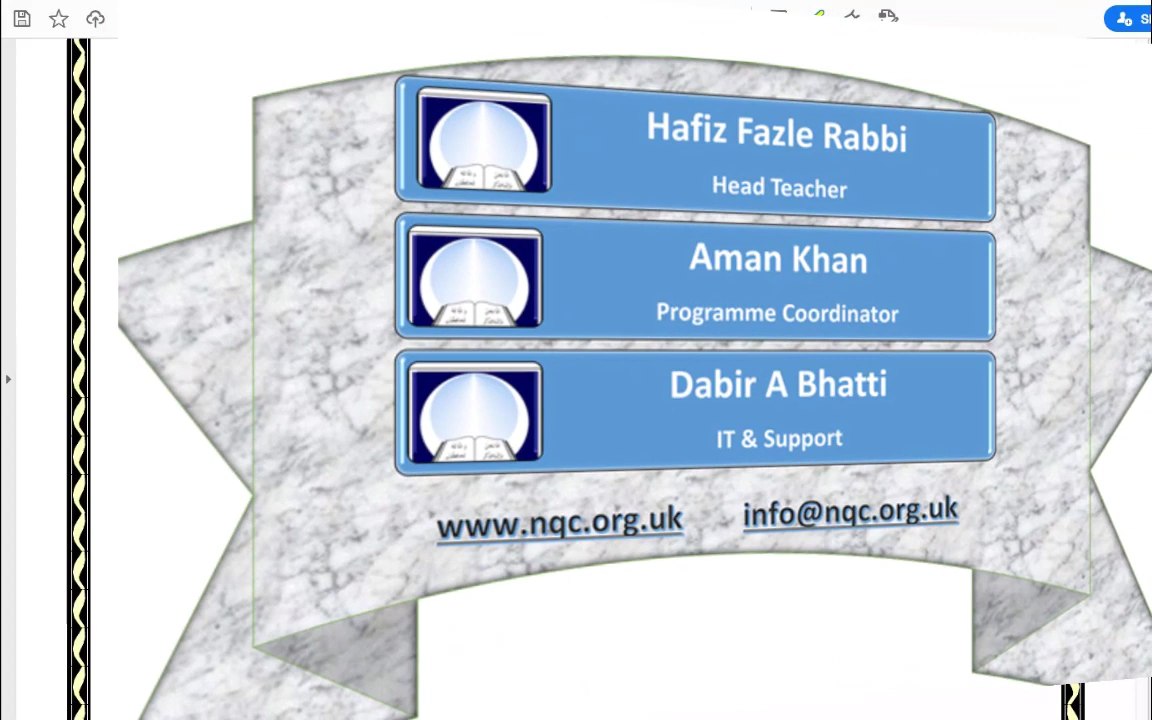 Hafiz Fazle Rabbi
Head Teacher
Aman Khan
Programme Coordinator
Dabir A Bhatti
IT & Support
www.nqc.org.uk info@nqc.org.uk